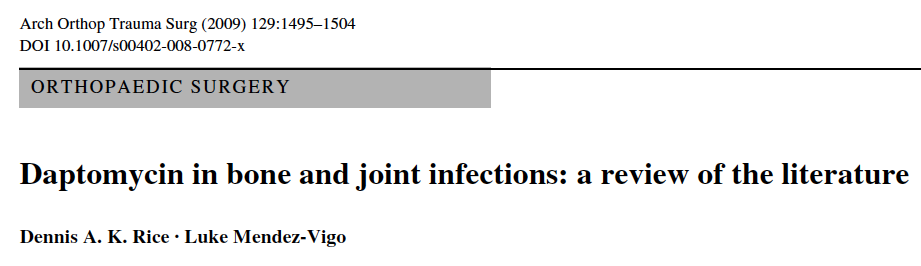 Arch Orthop Trauma Surg (2009) 129:1495–1504
DOI 10.1007/s00402-008-0772-x
ORTHOPAEDIC SURGERY
Daptomycin in bone and joint infections: a review of the literature
Dennis A. K. Rice · Luke Mendez-Vigo